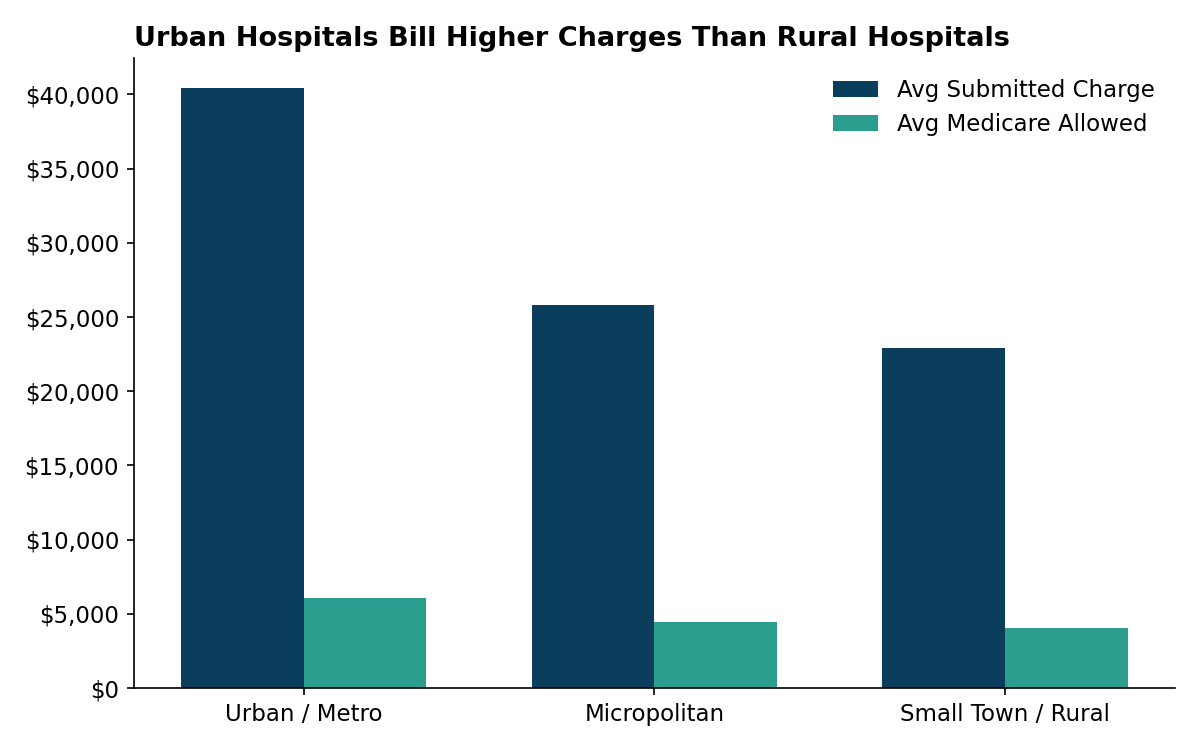 Urban Hospitals Bill Higher Charges Than Rural Hospitals
Avg Submitted Charge
Avg Medicare Allowed
$40,000
$35,000
$30,000
$25,000
$20,000
$15,000
$10,000
$5,000
$0
Urban / Metro
Micropolitan
Small Town / Rural